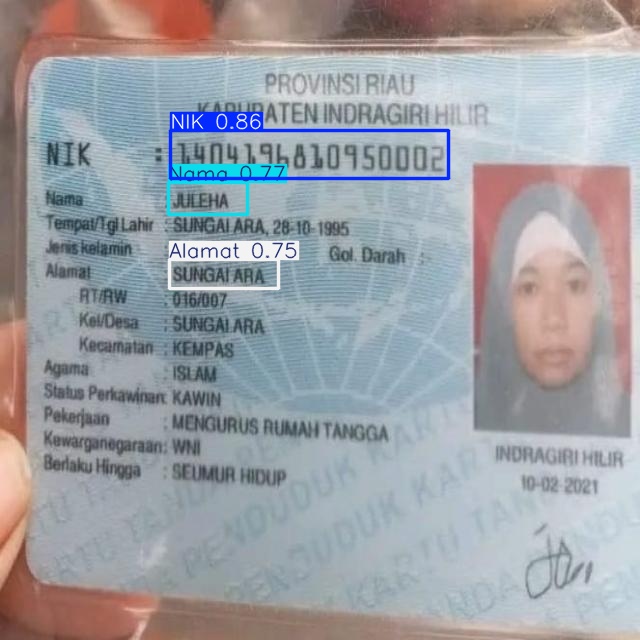 PROVINSI RIAU
KABUPATEN INDRAGIRI HILIR
NIK 0.86
NIK : 1404196810950002
Nama 0.77
Nama : JULEHA
Tempat/Tgl Lahir : SUNGAI ARA, 28-10-1995
Jenis kelamin Gol. Darah :
Alamat 0.75
Alamat SUNGAI ARA
RT/RW : 016/007
Kel/Desa : SUNGAI ARA
Kecamatan : KEMPAS
Agama : ISLAM
Status Perkawinan: KAWIN
Pekerjaan : MENGURUS RUMAH TANGGA
Kewarganegaraan: WNI
Berlaku Hingga : SEUMUR HIDUP
INDRAGIRI HILIR
10-02-2021